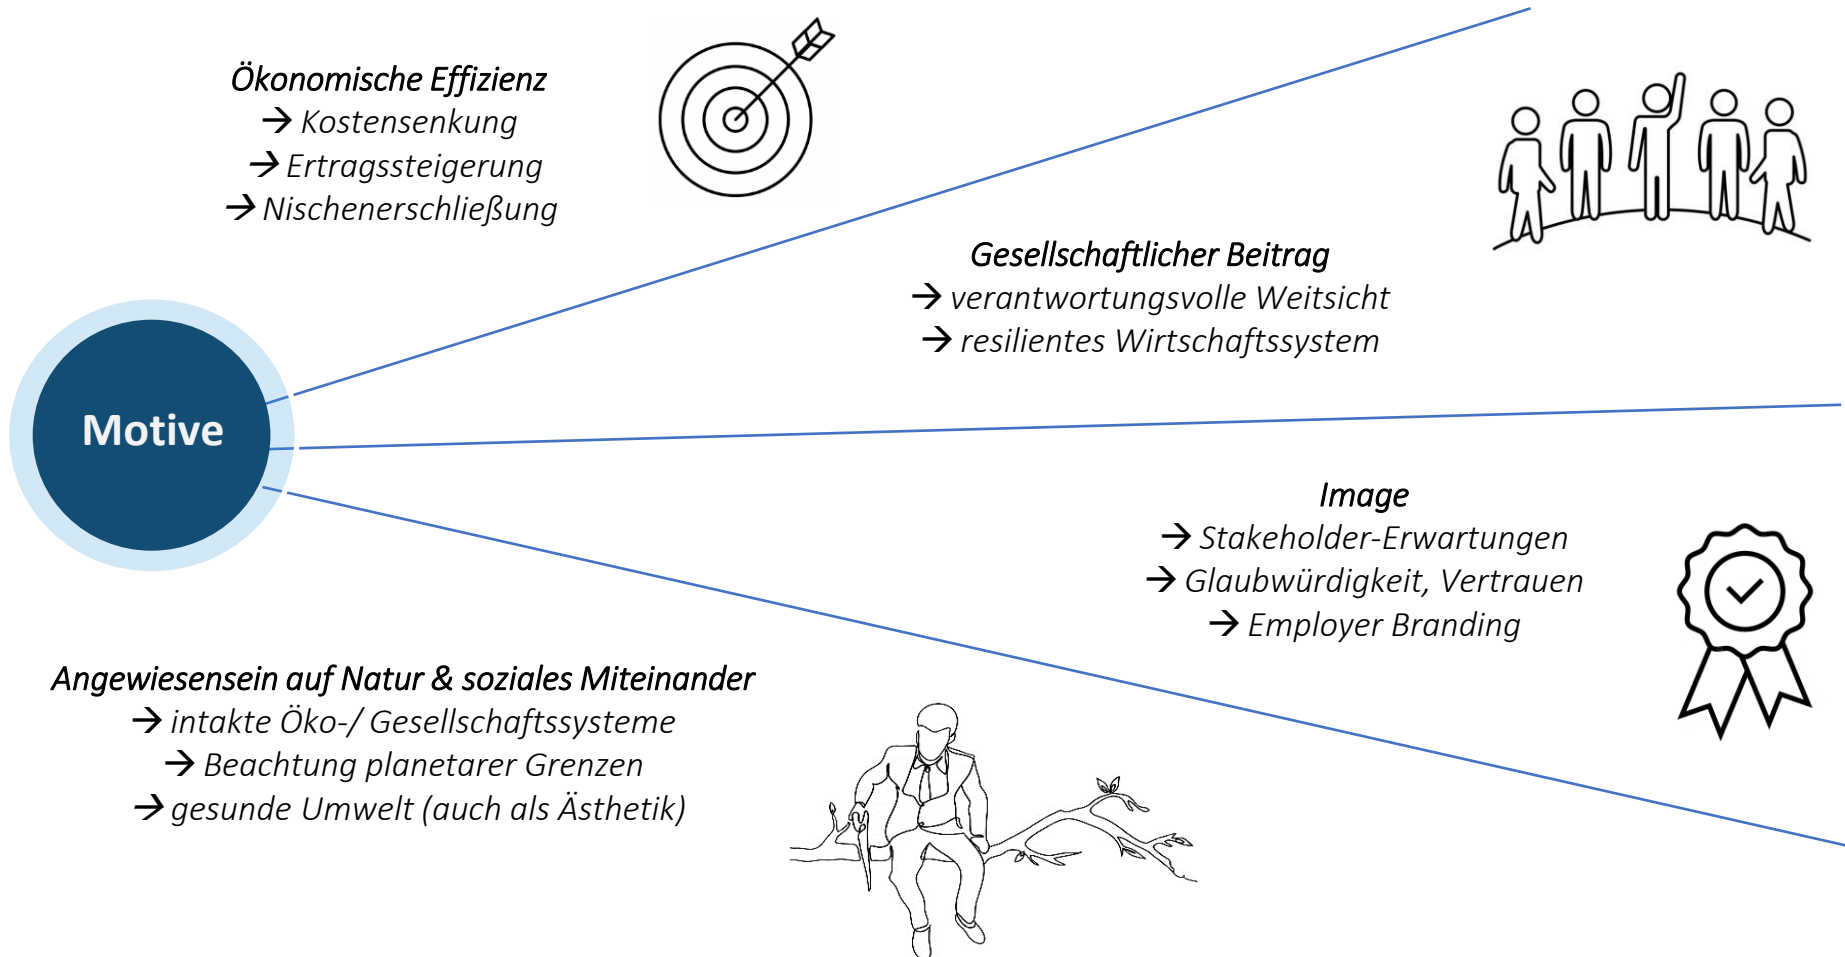 Ökonomische Effizienz
→ Kostensenkung
→ Ertragssteigerung
→ Nischenerschließung
Gesellschaftlicher Beitrag
→ verantwortungsvolle Weitsicht
→ resilientes Wirtschaftssystem
Motive
Image
→ Stakeholder-Erwartungen
→ Glaubwürdigkeit, Vertrauen
→ Employer Branding
Angewiesensein auf Natur & soziales Miteinander
→ intakte Öko-/ Gesellschaftssysteme
→ Beachtung planetarer Grenzen
→ gesunde Umwelt (auch als Ästhetik)